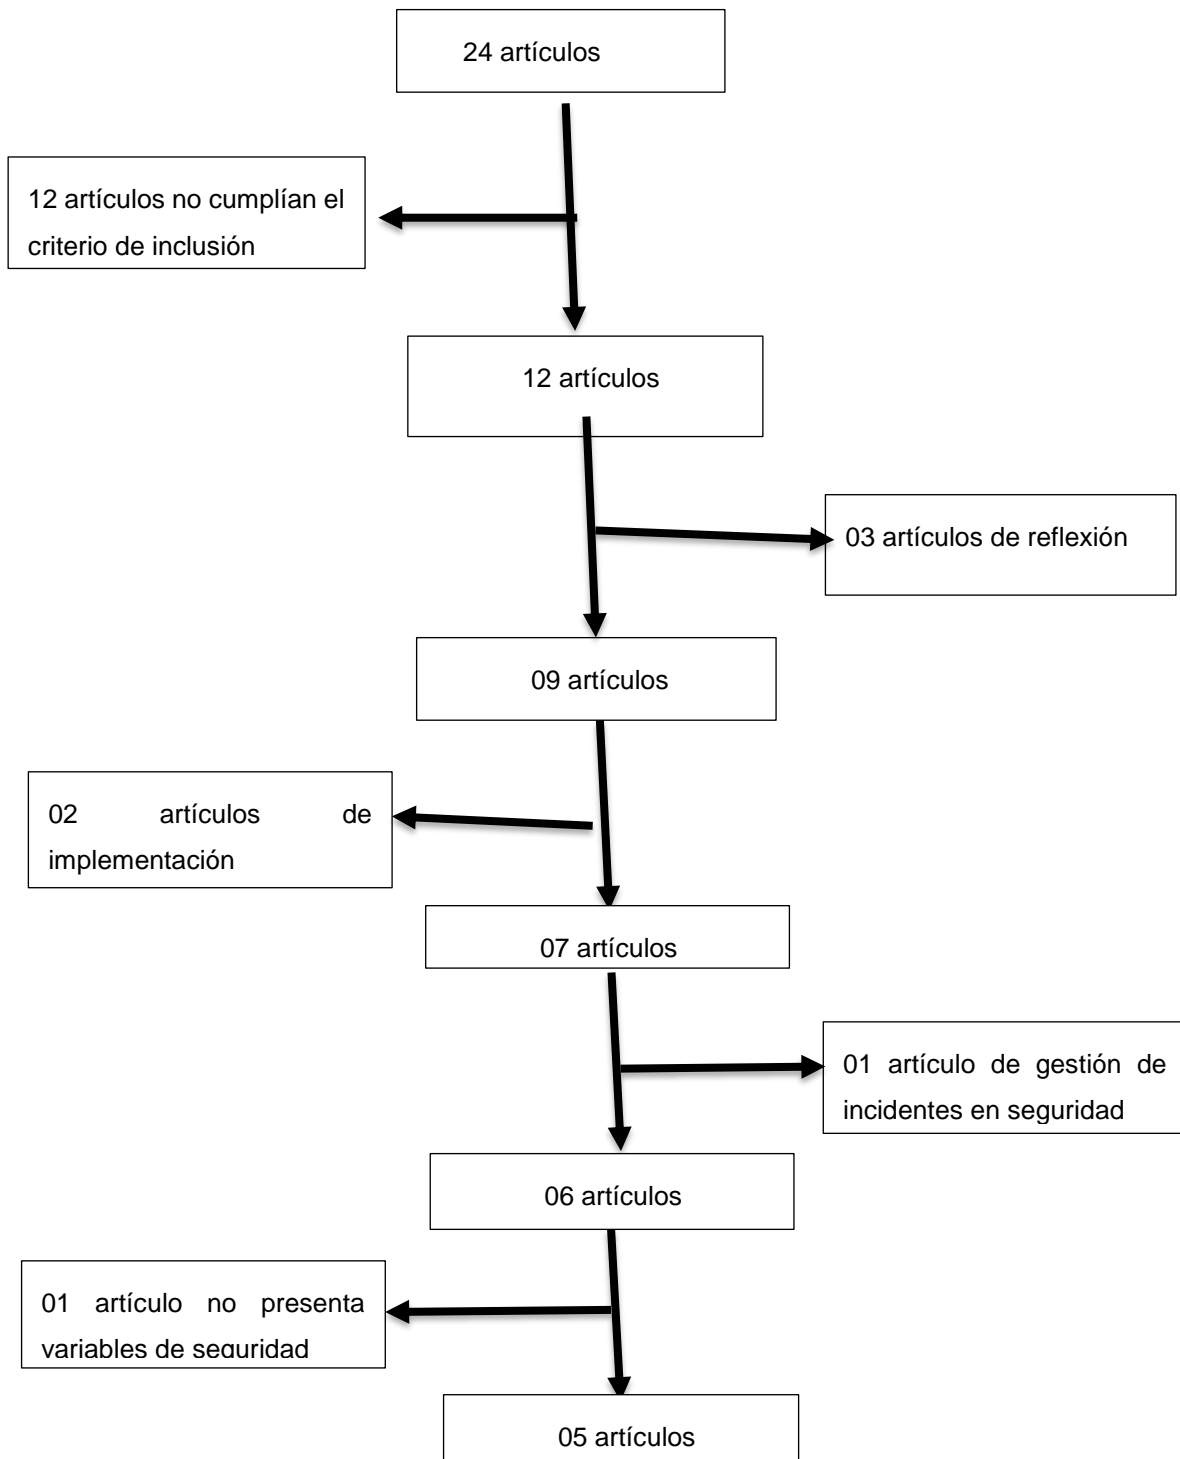 24 artículos
12 artículos no cumplían el
criterio de inclusión
12 artículos
03 artículos de reflexión
09 artículos
02 artículos de
implementación
07 artículos
01 artículo de gestión de
incidentes en seguridad
06 artículos
01 artículo no presenta
variables de seguridad
05 artículos